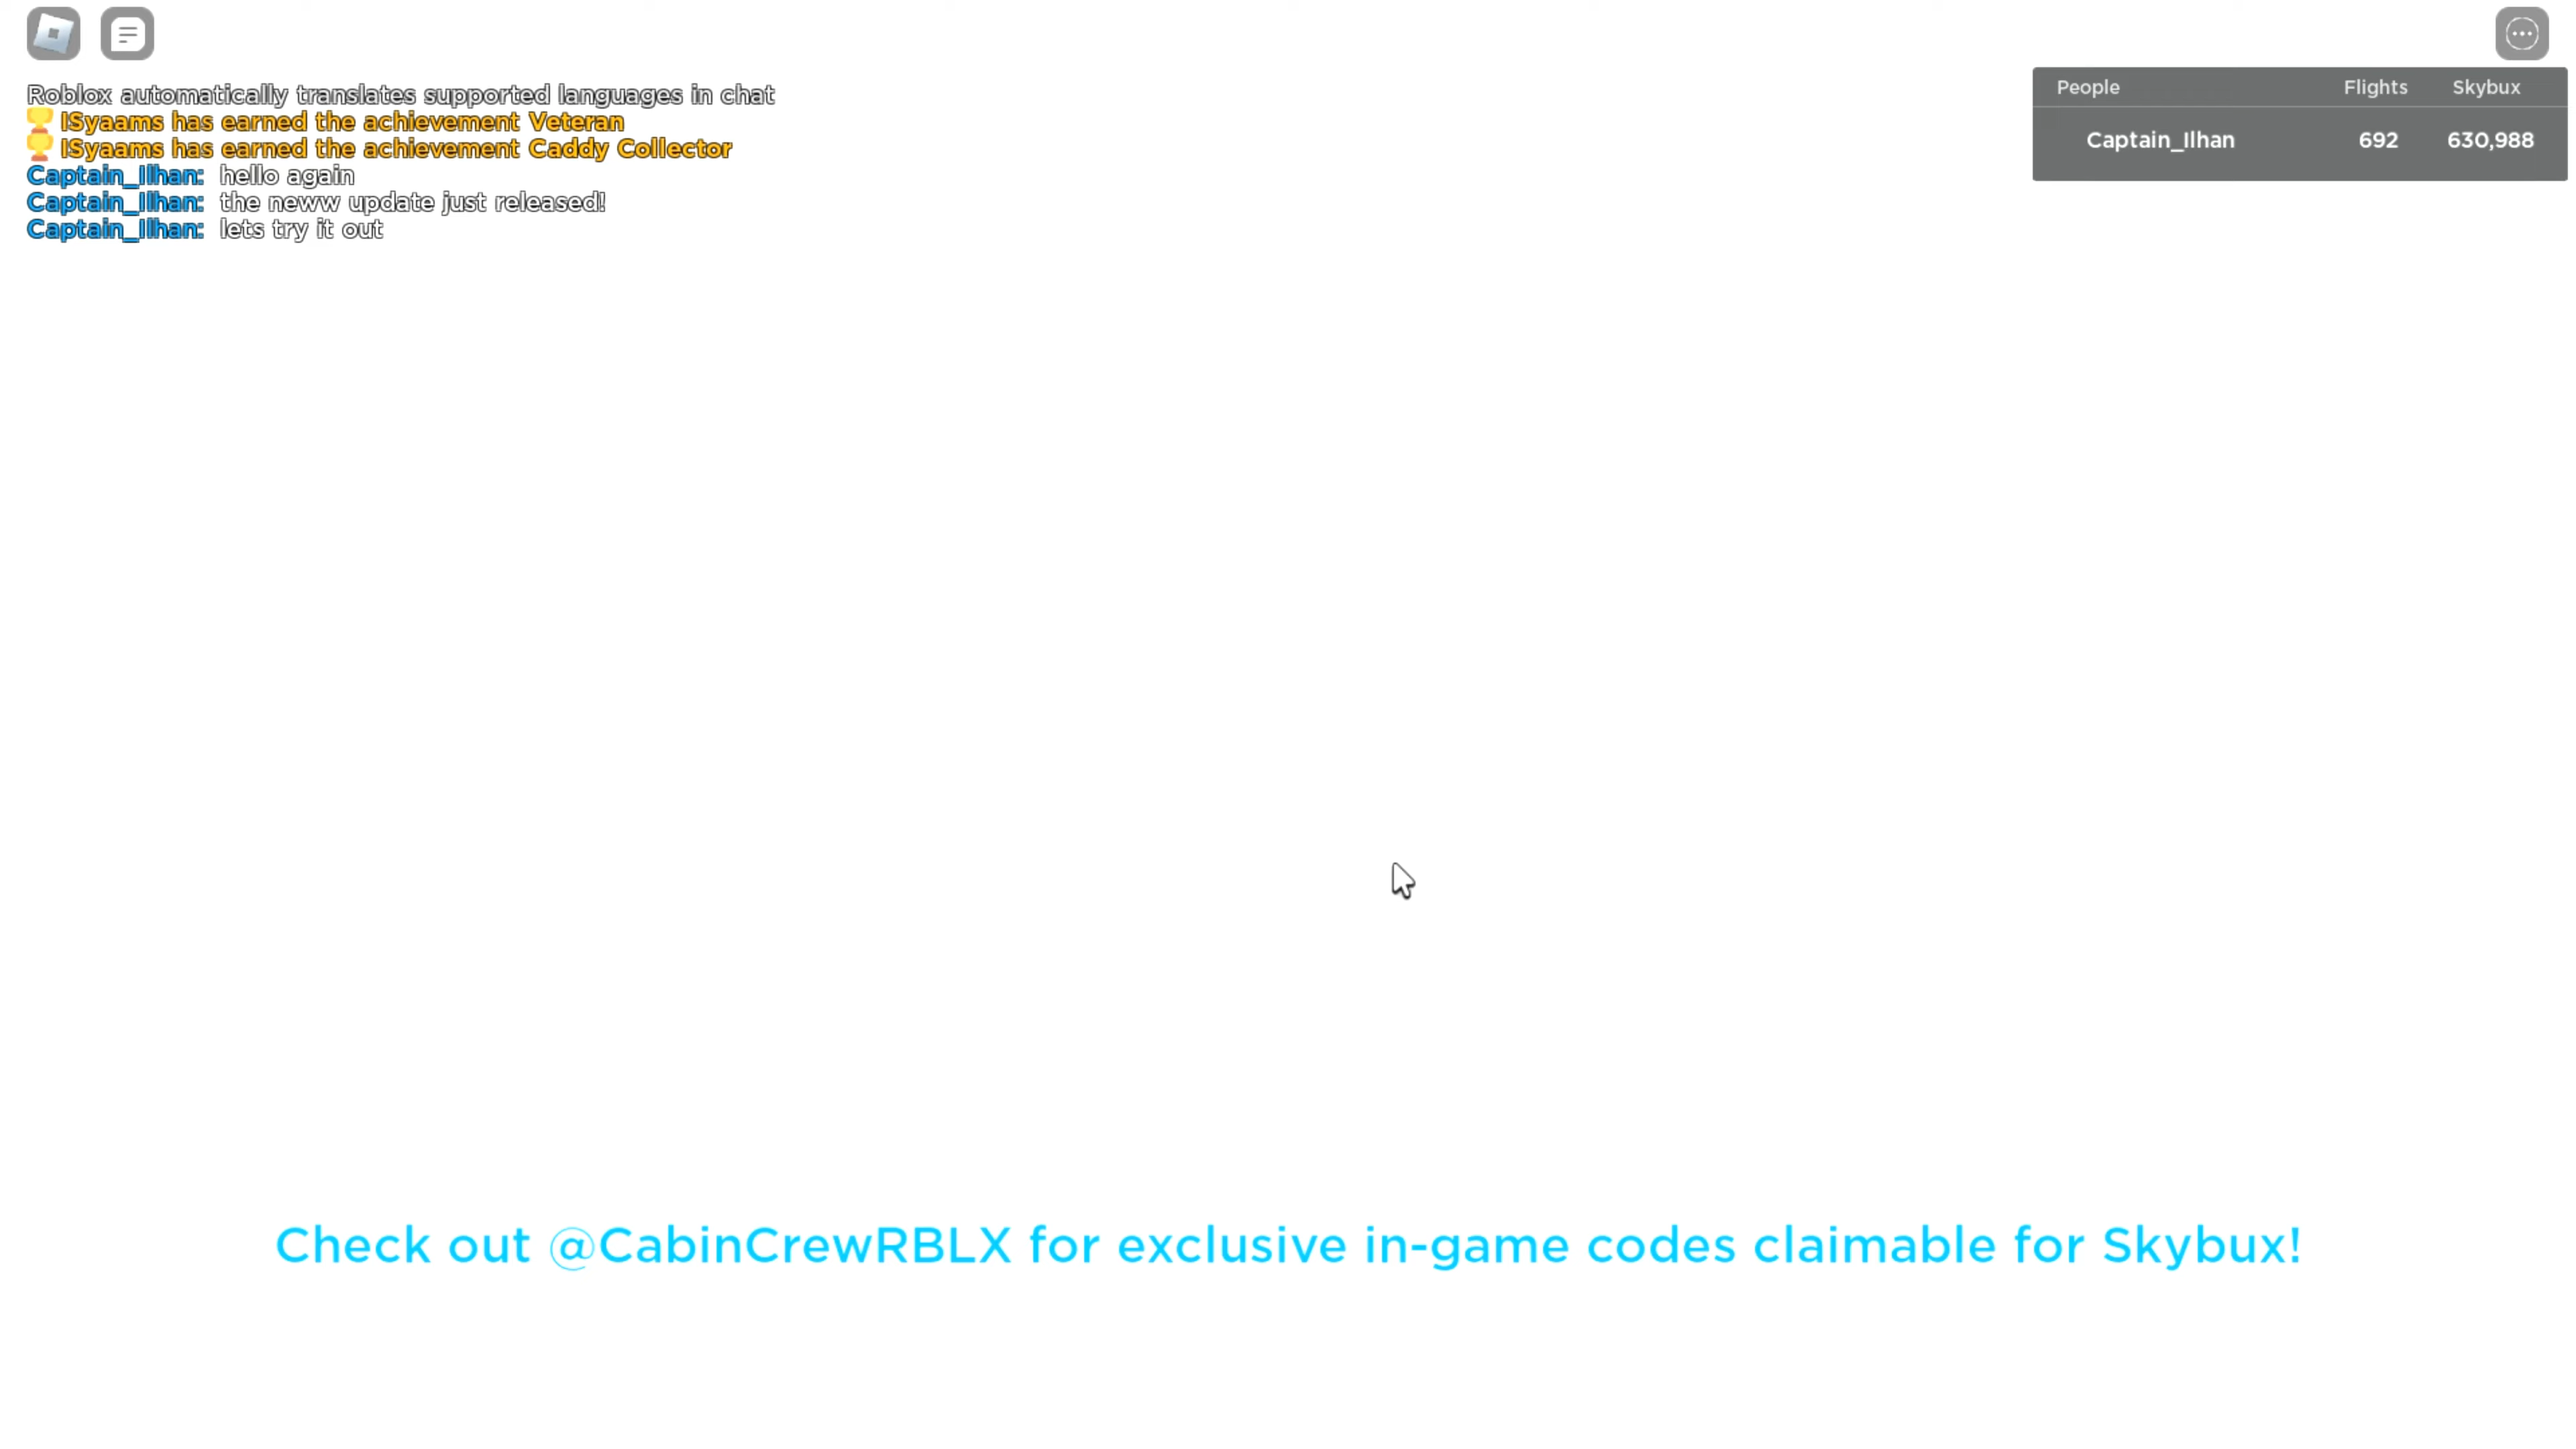 Roblox automatically translates supported languages in chat
ISyaams has earned the achievement Veteran
ISyaams has earned the achievement Caddy Collector
Captain_Ilhan: hello again
Captain_Ilhan: the neww update just released!
Captain_Ilhan: lets try it out
People Flights Skybux
Captain_Ilhan 692 630,988
Check out @CabinCrewRBLX for exclusive in-game codes claimable for Skybux!